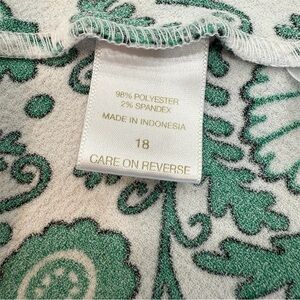 98% POLYESTER
2% SPANDEX
MADE IN INDONESIA
18
CARE ON REVERSE